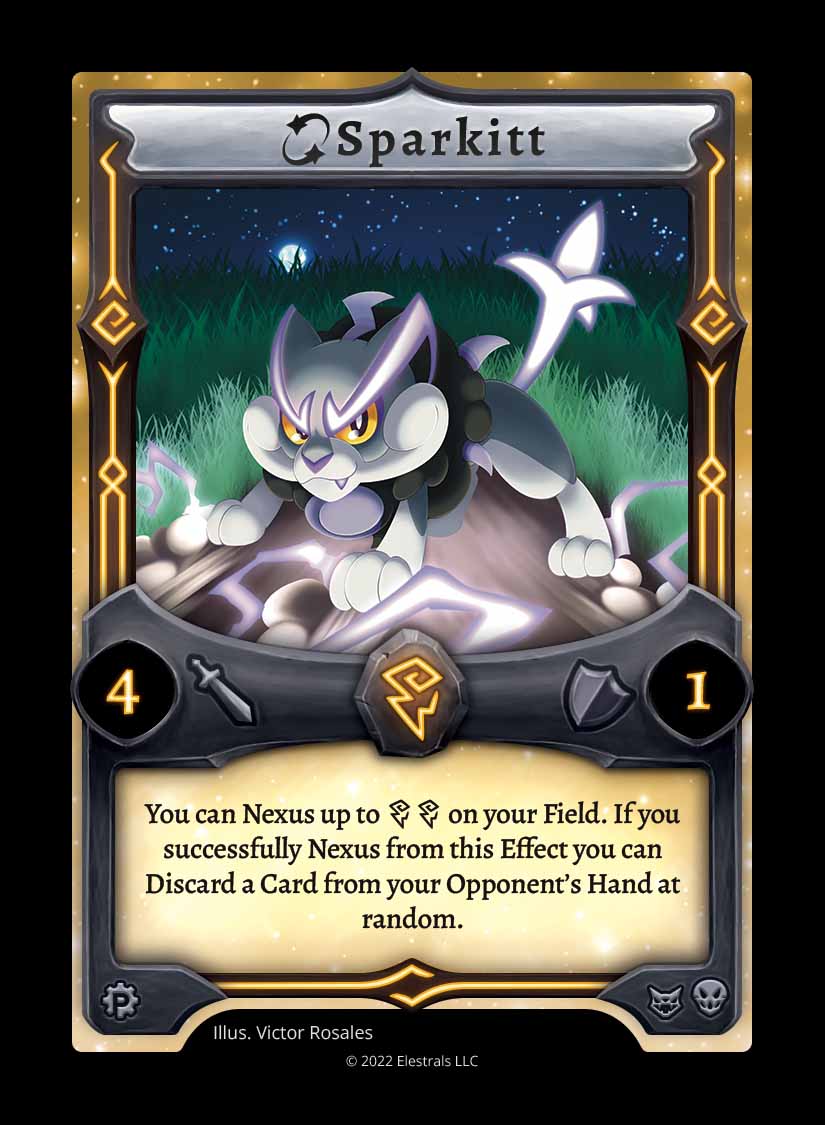 Sparkitt
4
1
You can Nexus up to on your Field. If you
successfully Nexus from this Effect you can
Discard a Card from your Opponent's Hand at
random.
P
Illus. Victor Rosales
© 2022 Elestrals LLC